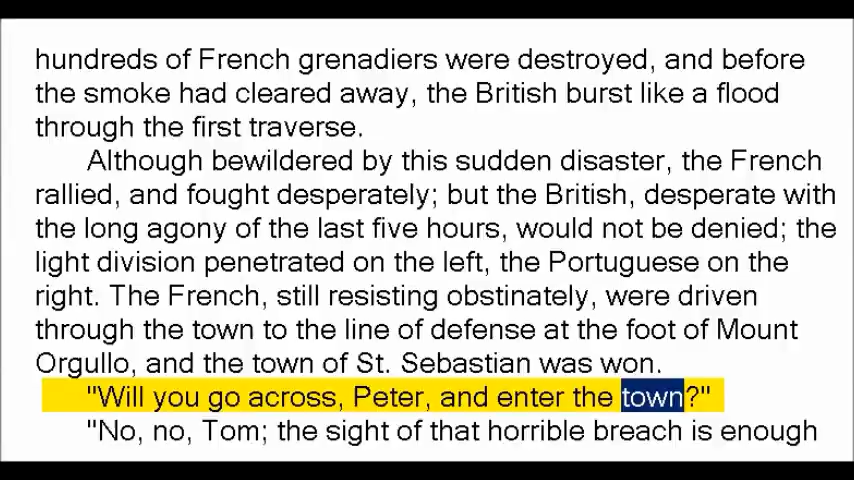 hundreds of French grenadiers were destroyed, and before
the smoke had cleared away, the British burst like a flood
through the first traverse.
Although bewildered by this sudden disaster, the French
rallied, and fought desperately; but the British, desperate with
the long agony of the last five hours, would not be denied; the
light division penetrated on the left, the Portuguese on the
right. The French, still resisting obstinately, were driven
through the town to the line of defense at the foot of Mount
Orgullo, and the town of St. Sebastian was won.
"Will you go across, Peter, and enter the town?"
"No, no, Tom; the sight of that horrible breach is enough